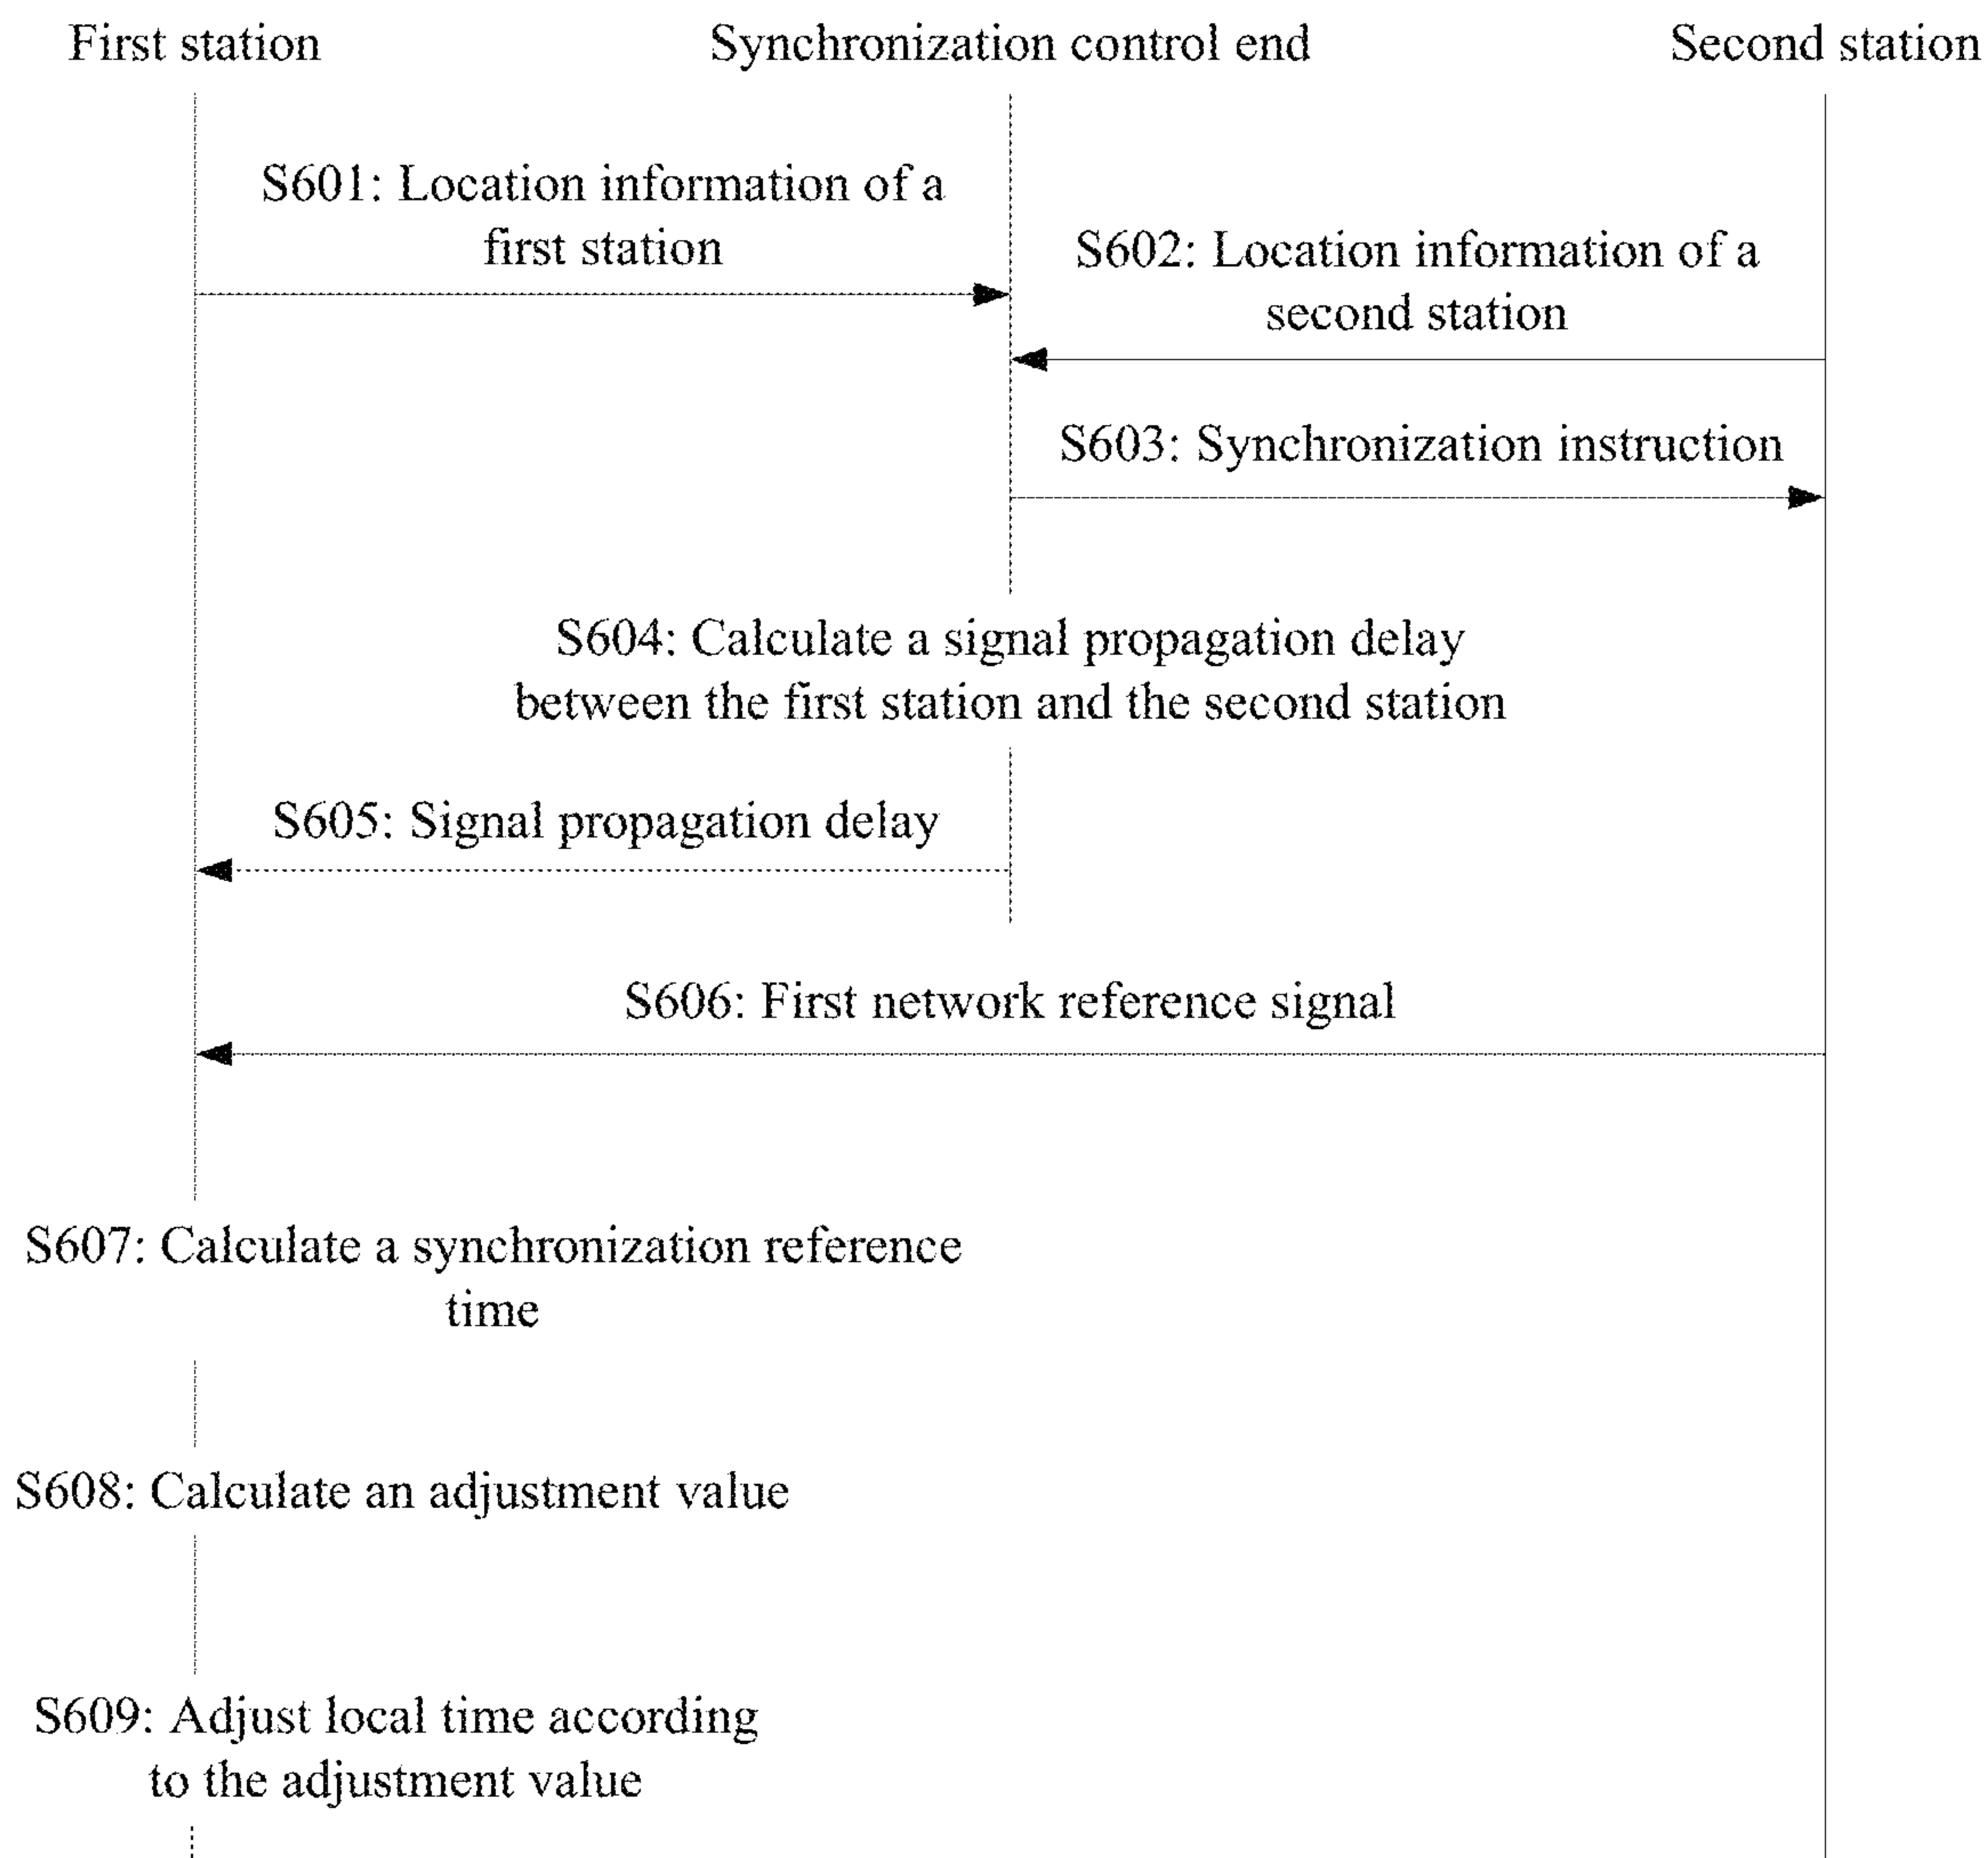 First station
Synchronization control end
Second station
S601: Location information of a
first station
S602: Location information of a
second station
S603: Synchronization instruction
S604: Calculate a signal propagation delay
between the first station and the second station
S605: Signal propagation delay
S606: First network reference signal
S607: Calculate a synchronization reference
time
S608: Calculate an adjustment value
S609: Adjust local time according
to the adjustment value